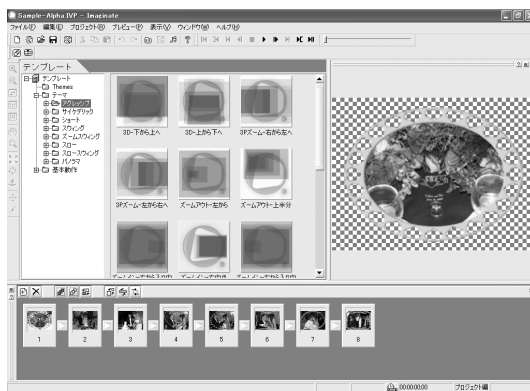 Sample-Alpha.IVP - Imaginate
ファイル(F) 編集(E) プロジェクト(R) プレビュー(P) 表示(V) ウィンドウ(W) ヘルプ(H)
テンプレート
テンプレート
Themes
テーマ
アグレッシブ
サイケデリック
ショート
スウィング
ズームスウィング
スロー
スロースウィング
パノラマ
基本動作
3D-下から上へ
3D-上から下へ
3Pズーム-右から左へ
3Pズーム-左から右へ
ズームアウト-左から
ズームアウト-上半分
1 2 3 4 5 6 7 8
00:00:00;00
プロジェクト編